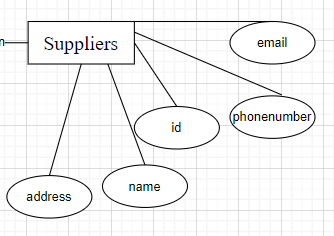 Suppliers
email
phonenumber
id
name
address